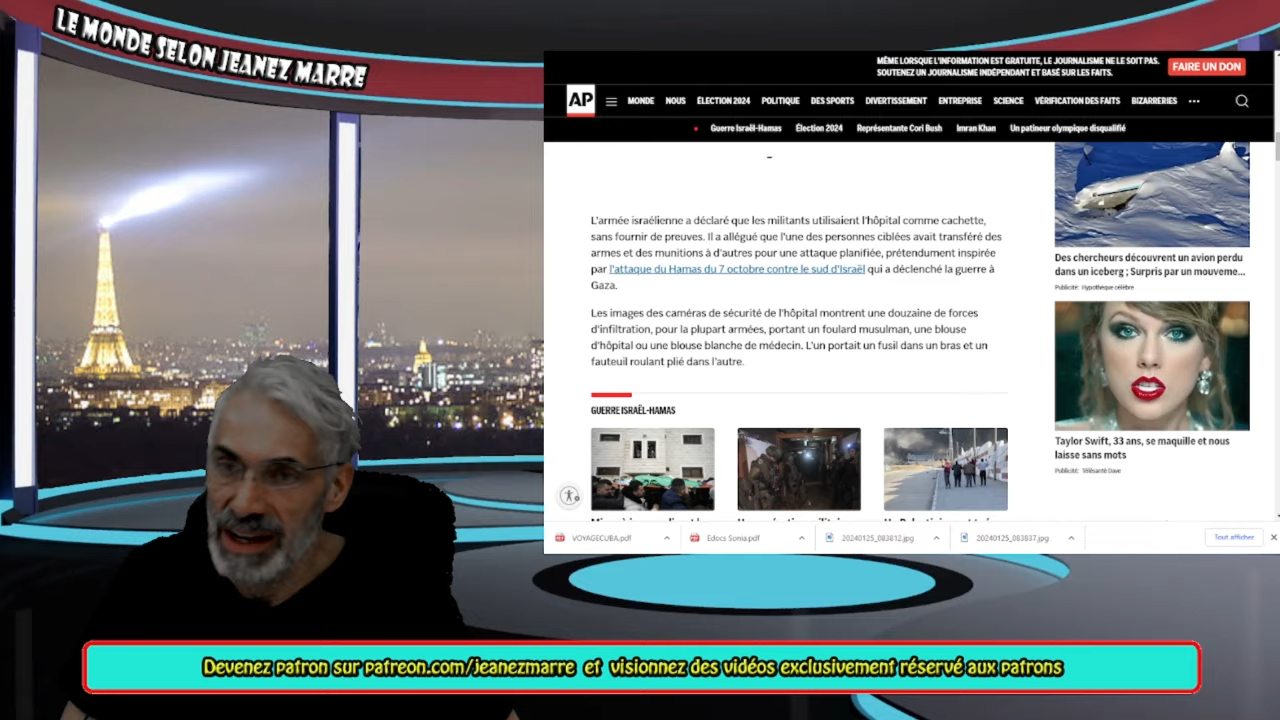 LE MONDE SELON JEANEZ MARRE
MÊME LORSQUE L'INFORMATION EST GRATUITE, LE JOURNALISME NE LE SOIT PAS.
SOUTENEZ UN JOURNALISME INDÉPENDANT ET BASÉ SUR LES FAITS.
FAIRE UN DON
AP
MONDE NOUS ÉLECTION 2024 POLITIQUE DES SPORTS DIVERTISSEMENT ENTREPRISE SCIENCE VÉRIFICATION DES FAITS BIZARRERIES
Guerre Israël-Hamas Élection 2024 Représentante Cori Bush Imran Khan Un patineur olympique disqualifié
L'armée israélienne a déclaré que les militants utilisaient l'hôpital comme cachette,
sans fournir de preuves. Il a allégué que l'une des personnes ciblées avait transféré des
armes et des munitions à d'autres pour une attaque planifiée, prétendument inspirée
par l'attaque du Hamas du 7 octobre contre le sud d'Israël qui a déclenché la guerre à
Gaza.
Les images des caméras de sécurité de l'hôpital montrent une douzaine de forces
d'infiltration, pour la plupart armées, portant un foulard musulman, une blouse
d'hôpital ou une blouse blanche de médecin. L'un portait un fusil dans un bras et un
fauteuil roulant plié dans l'autre.
GUERRE ISRAËL-HAMAS
Des chercheurs découvrent un avion perdu
dans un iceberg ; Surpris par un mouveme...
Publicité: Hypothèque célèbre
Taylor Swift, 33 ans, se maquille et nous
laisse sans mots
Publicité: Télésanté Dave
VOYAGECUBA.pdf
Edocs Sonia.pdf
20240125_083812.jpg
20240125_083837.jpg
Tout afficher
Devenez patron sur patreon.com/jeanezmarre et visionnez des vidéos exclusivement réservé aux patrons